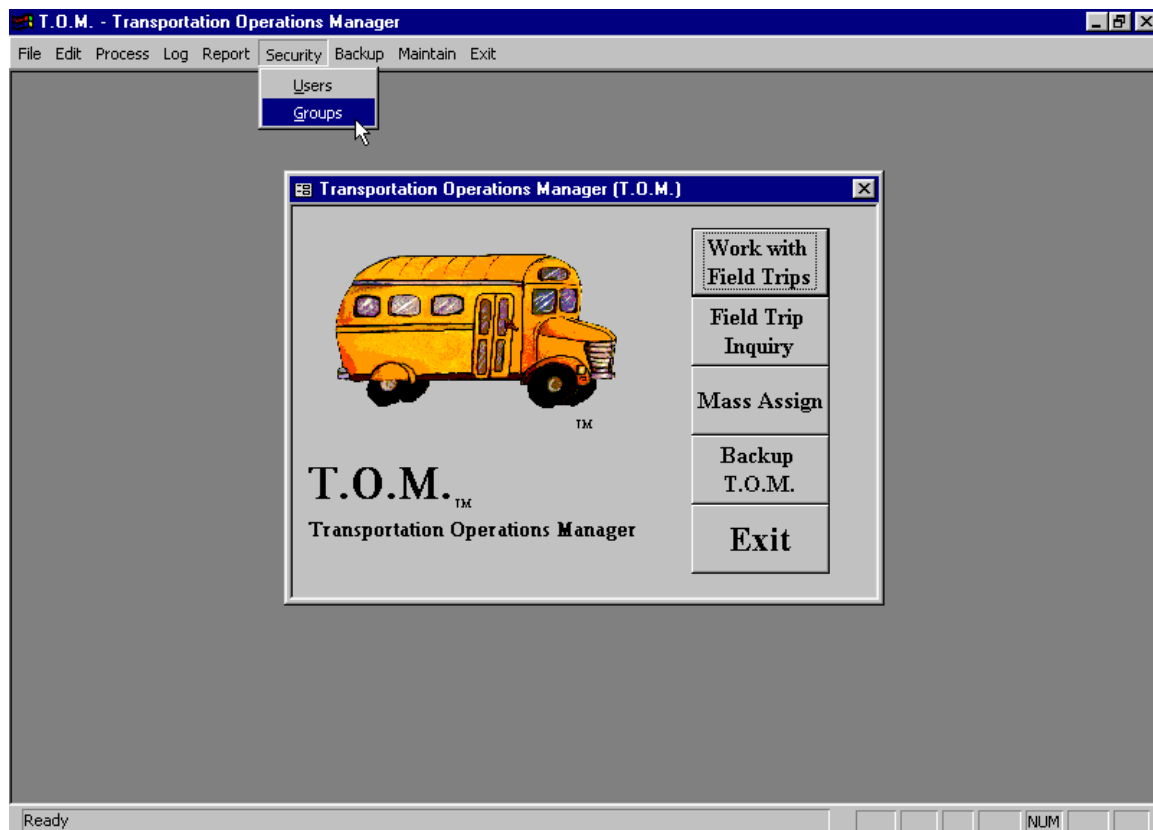 T.O.M. - Transportation Operations Manager
File Edit Process Log Report Security Backup Maintain Exit
Users
Groups
Transportation Operations Manager (T.O.M.)
Work with
Field Trips
Field Trip
Inquiry
Mass Assign
Backup
T.O.M.
Exit
TM
T.O.M. TM
Transportation Operations Manager
Ready
NUM